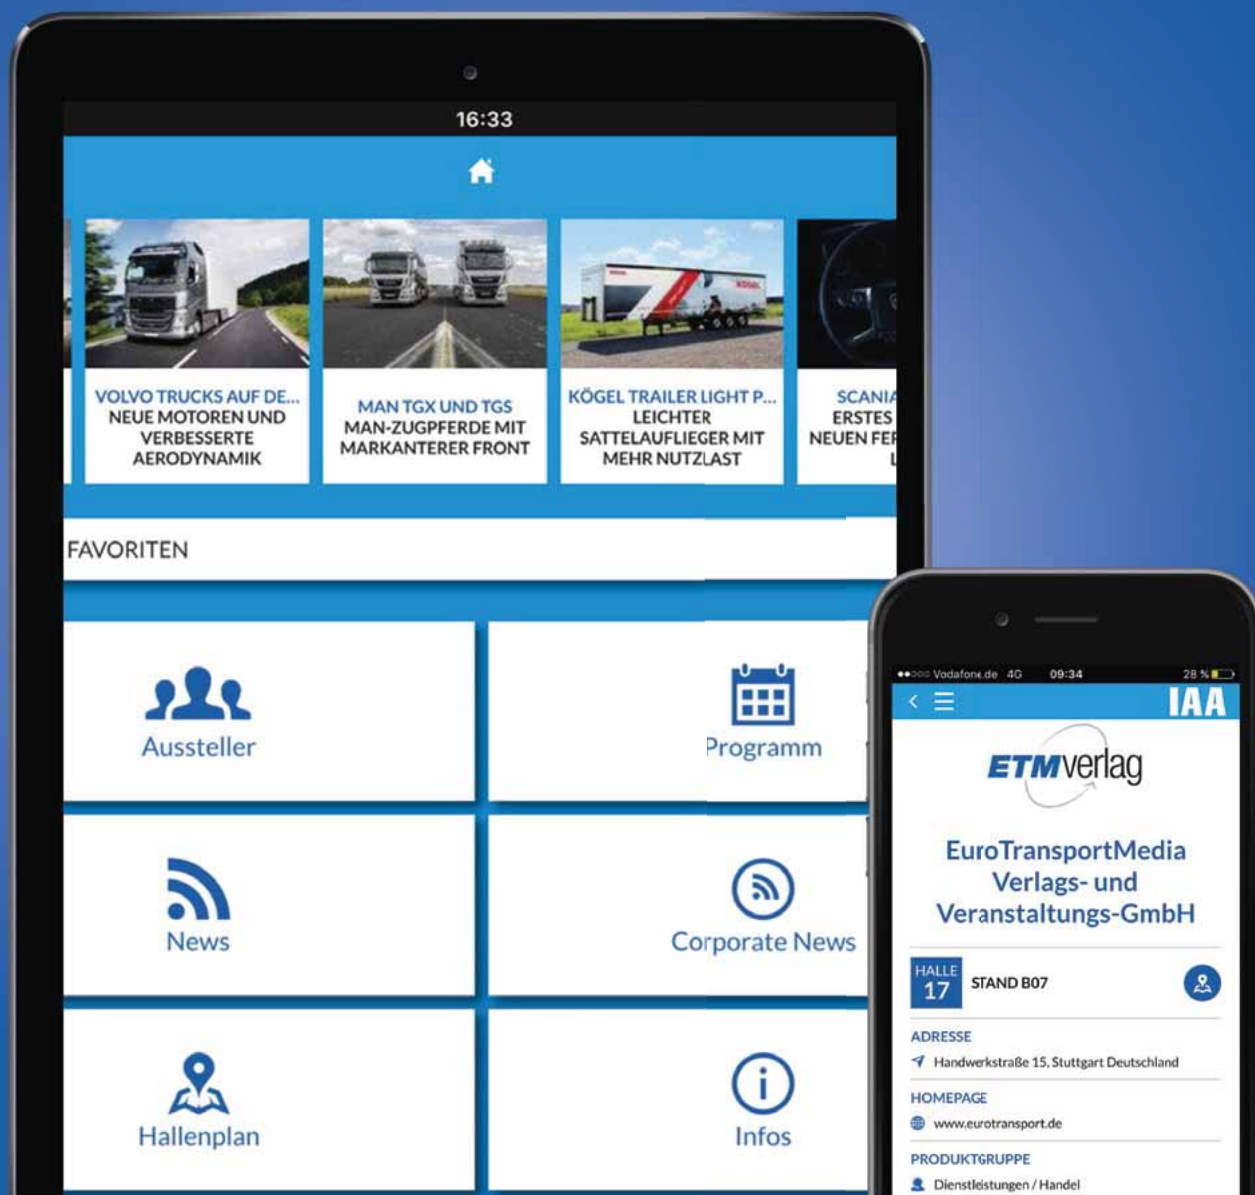 16:33
VOLVO TRUCKS AUF DE...
NEUE MOTOREN UND
VERBESSERTE
AERODYNAMIK
MAN TGX UND TGS
MAN-ZUGPFERDE MIT
MARKANTERER FRONT
KÖGEL
KÖGEL TRAILER LIGHT P...
LEICHTER
SATTELAUFLIEGER MIT
MEHR NUTZLAST
SCANIA
ERSTES
NEUEN FER
L
FAVORITEN
Aussteller
Programm
News
Corporate News
Hallenplan
Infos
Vodafone.de 4G 09:34 28 %
IAA
ETMverlag
EuroTransportMedia
Verlags- und
Veranstaltungs-GmbH
HALLE
17
STAND B07
ADRESSE
Handwerkstraße 15, Stuttgart Deutschland
HOMEPAGE
www.eurotransport.de
PRODUKTGRUPPE
Dienstleistungen / Handel